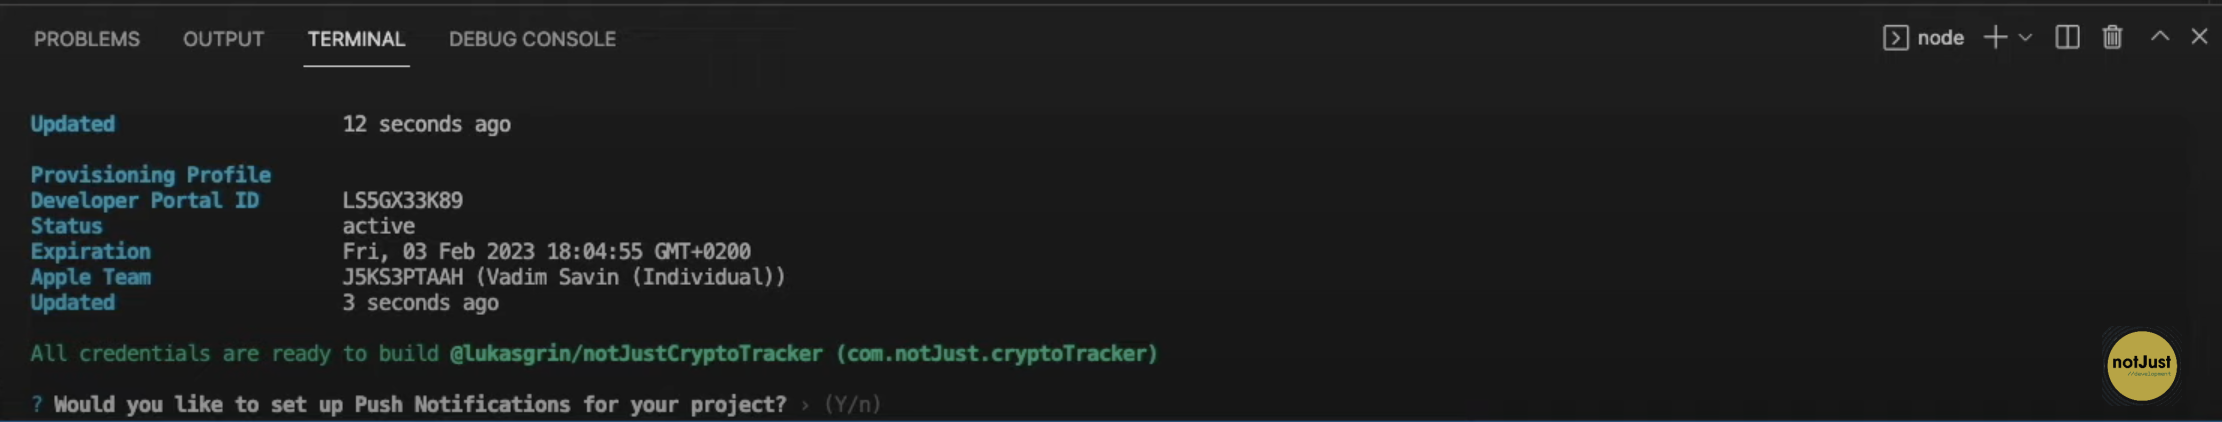 PROBLEMS OUTPUT TERMINAL DEBUG CONSOLE node
Updated 12 seconds ago
Provisioning Profile
Developer Portal ID LS5GX33K89
Status active
Expiration Fri, 03 Feb 2023 18:04:55 GMT+0200
Apple Team J5KS3PTAAH (Vadim Savin (Individual))
Updated 3 seconds ago
All credentials are ready to build @lukasgrin/notJustCryptoTracker (com.notJust.cryptoTracker)
? Would you like to set up Push Notifications for your project? › (Y/n)
notJust